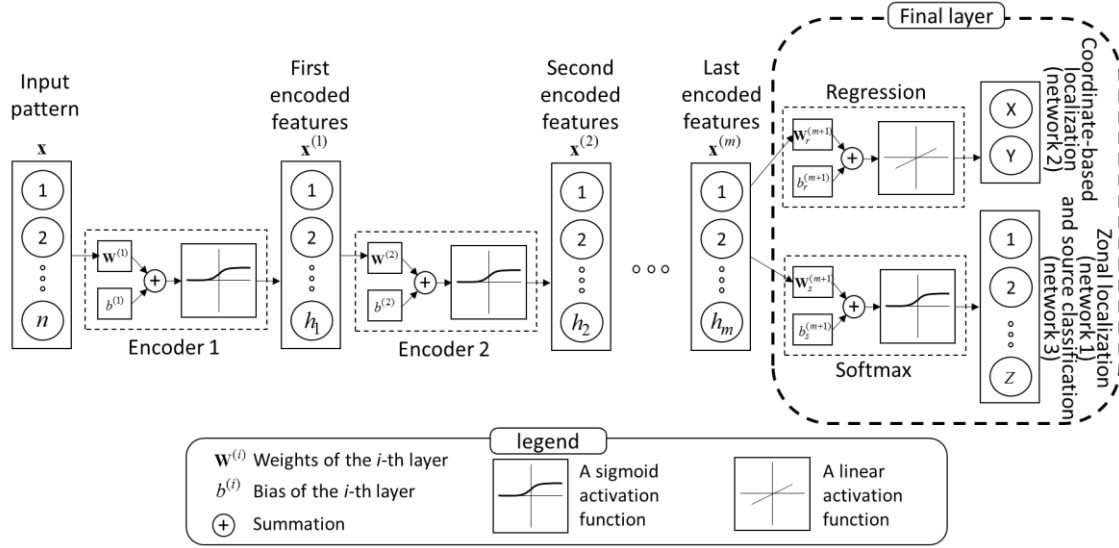 Final layer
Input
pattern
x
1
2
n
W(1)
b(1)
+
Encoder 1
First
encoded
features
x(1)
1
2
h1
W(2)
b(2)
+
Encoder 2
Second
encoded
features
x(2)
1
2
h2
Last
encoded
features
x(m)
1
2
hm
Regression
Wr(m+1)
br(m+1)
+
X
Y
Coordinate-based
localization
(network 2)
Ws(m+1)
bs(m+1)
+
Softmax
1
2
Z
Zonal localization
(network 1)
and source classification
(network 3)
legend
W(i) Weights of the i-th layer
b(i) Bias of the i-th layer
+ Summation
A sigmoid
activation
function
A linear
activation
function